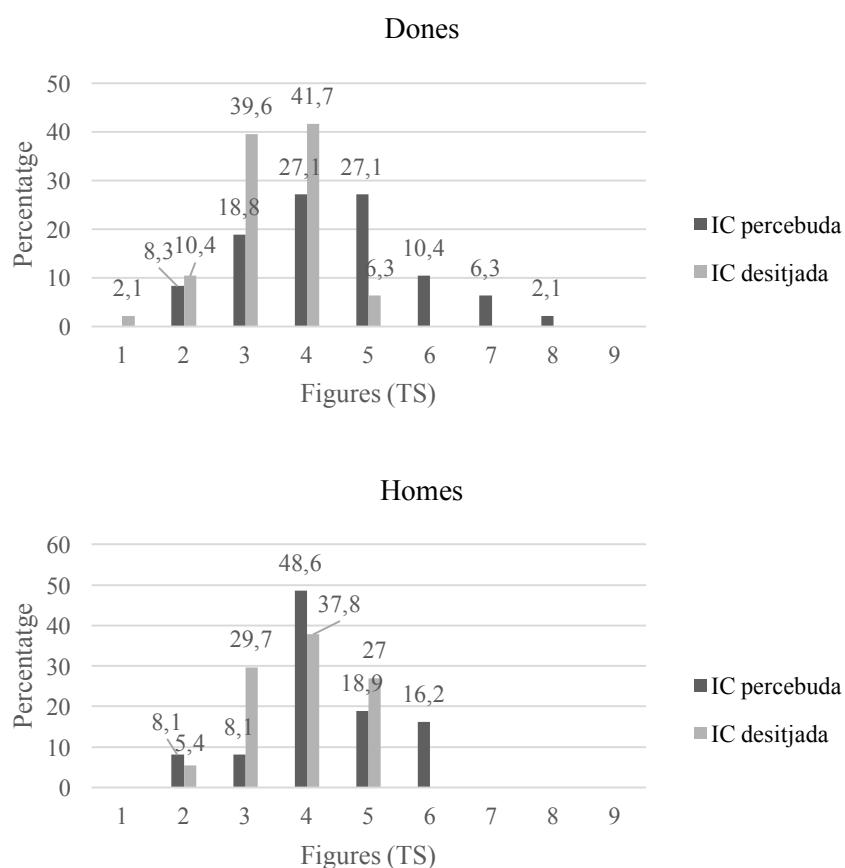 Dones
50
40
30
20
10
0
Percentatge
39,6
41,7
27,1
27,1
18,8
8,3
10,4
2,1
6,3
10,4
6,3
2,1
1 2 3 4 5 6 7 8 9
Figures (TS)
IC percebuda
IC desitjada
Homes
60
50
40
30
20
10
0
Percentatge
48,6
37,8
29,7
27
18,9
16,2
8,1
5,4
8,1
1 2 3 4 5 6 7 8 9
Figures (TS)
IC percebuda
IC desitjada